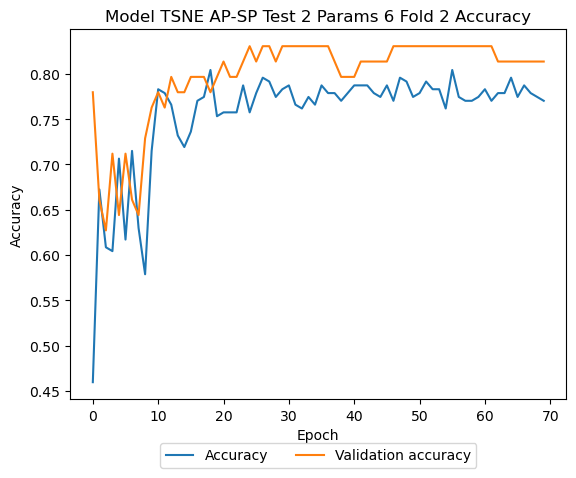 Model TSNE AP-SP Test 2 Params 6 Fold 2 Accuracy
0.80
0.75
0.70
0.65
0.60
0.55
0.50
0.45
Accuracy
0 10 20 30 40 50 60 70
Epoch
Accuracy Validation accuracy